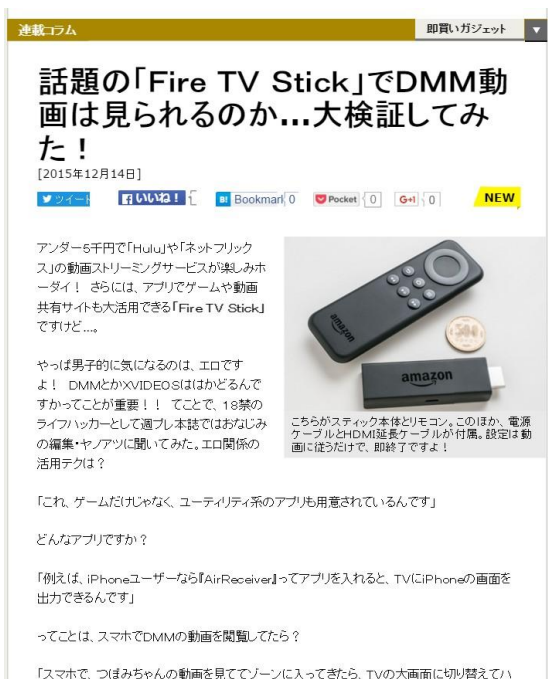 連載コラム
即買いガジェット ▼
話題の「Fire TV Stick」でDMM動
画は見られるのか...大検証してみ
た！
[2015年12月14日]
ツイート いいね！ B! Bookmark 0 Pocket 0 G+1 0 NEW
アンダー5千円で「Hulu」や「ネットフリック
ス」の動画ストリーミングサービスが楽しみホ
ーダイ！ さらには、アプリでゲームや動画
共有サイトも大活用できる「Fire TV Stick」
ですけど…。
amazon
500
amazon
こちらがスティック本体とリモコン。このほか、電源
ケーブルとHDMI延長ケーブルが付属。設定は動
画に従うだけで、即終了ですよ！
やっぱ男子的に気になるのは、エロです
よ！ DMMとかXVIDEOSははかどるんで
すかってことが重要！！ てことで、18禁の
ライフハッカーとして週プレ本誌ではおなじみ
の編集・ヤノアツに聞いてみた。エロ関係の
活用テクは？
「これ、ゲームだけじゃなく、ユーティリティ系のアプリも用意されているんです」
どんなアプリですか？
「例えば、iPhoneユーザーなら『AirReceiver』ってアプリを入れると、TVにiPhoneの画面を
出力できるんです」
ってことは、スマホでDMMの動画を閲覧してたら？
「スマホで、つぼみちゃんの動画を見ててゾーンに入ってきたら、TVの大画面に切り替えてハ